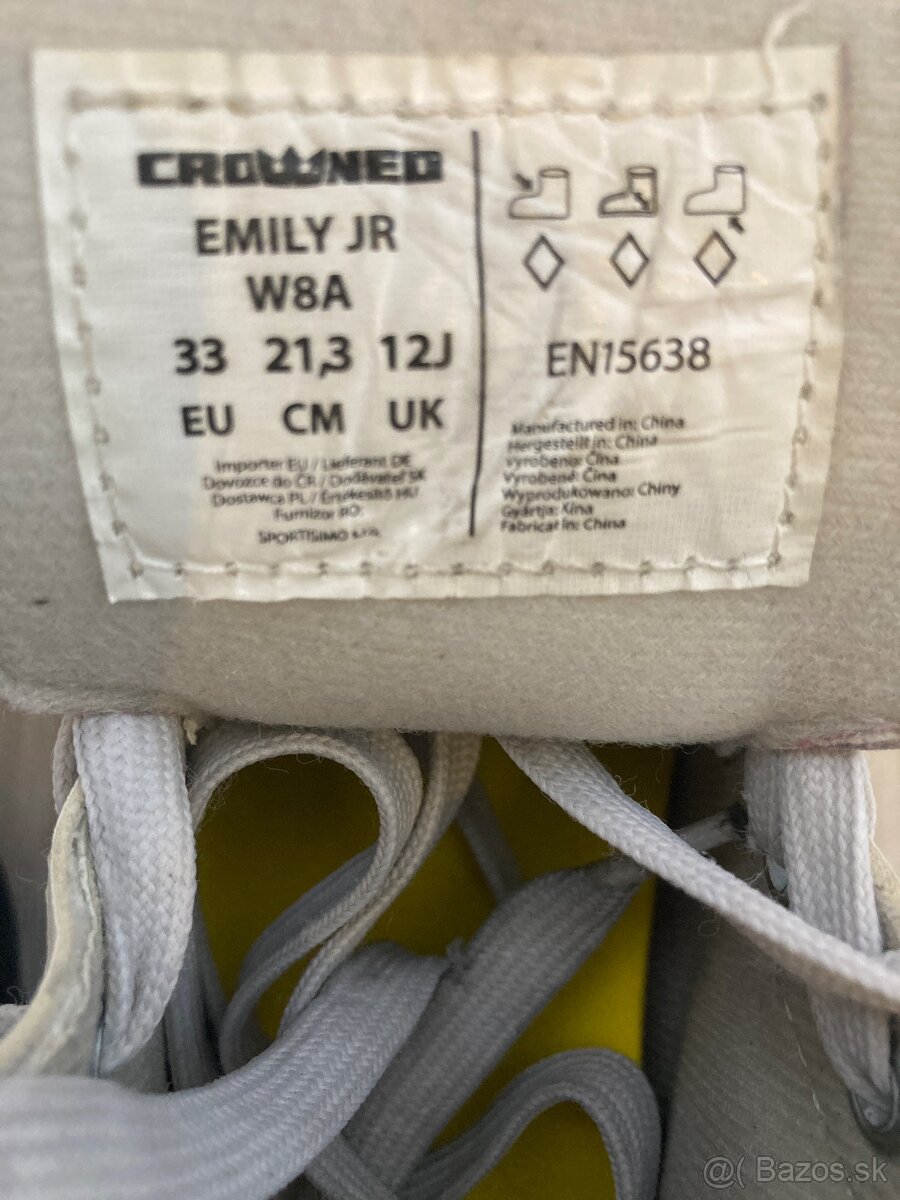 CROWNED
EMILY JR
W8A
33 21,3 12J
EU CM UK
Importer EU / Lieferant DE
Dovozce do ČR / Dodávateľ SK
Dostawca PL / Értékesítő HU
Furnizor RO:
SPORTISIMO s.r.o.
EN15638
Manufactured in: China
Hergestellt in: China
Vyrobeno: Čína
Vyrobené: Čína
Wyprodukowano: Chiny
Gyártja: Kína
Fabricat in: China
@( Bazos.sk